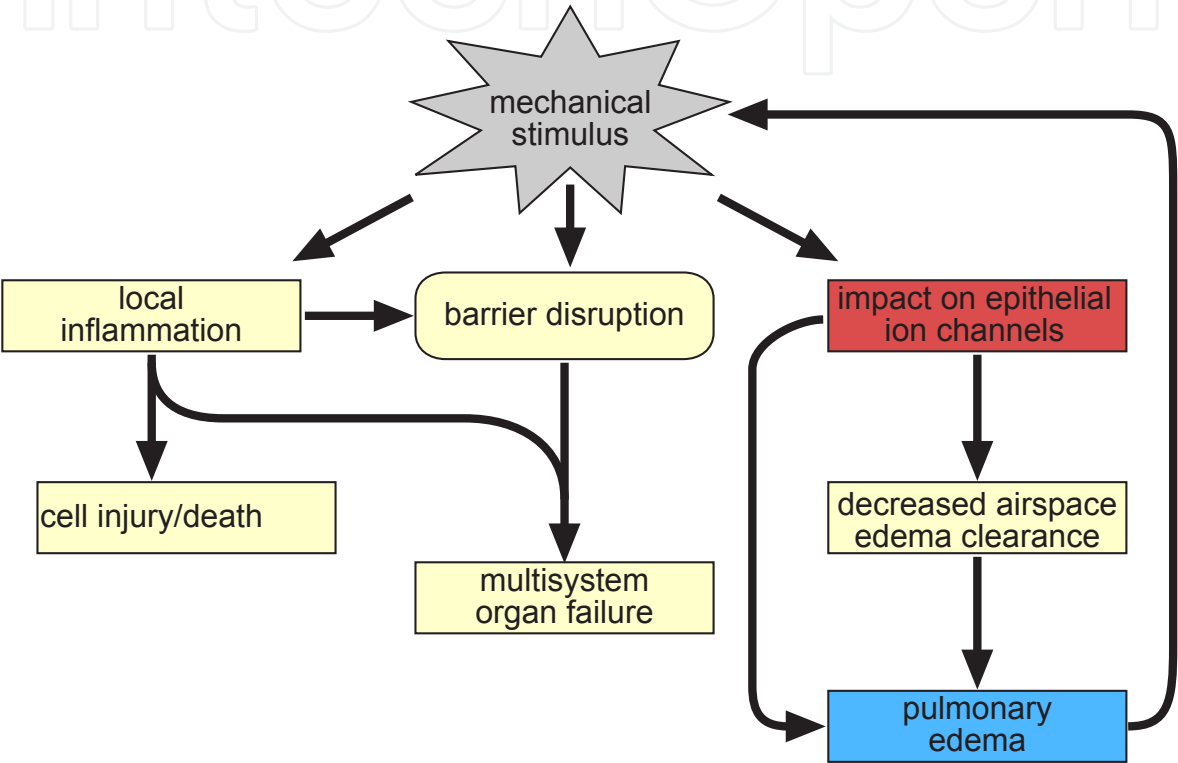 IntechOpen
mechanical
stimulus
local
inflammation
barrier disruption
impact on epithelial
ion channels
cell injury/death
decreased airspace
edema clearance
multisystem
organ failure
pulmonary
edema